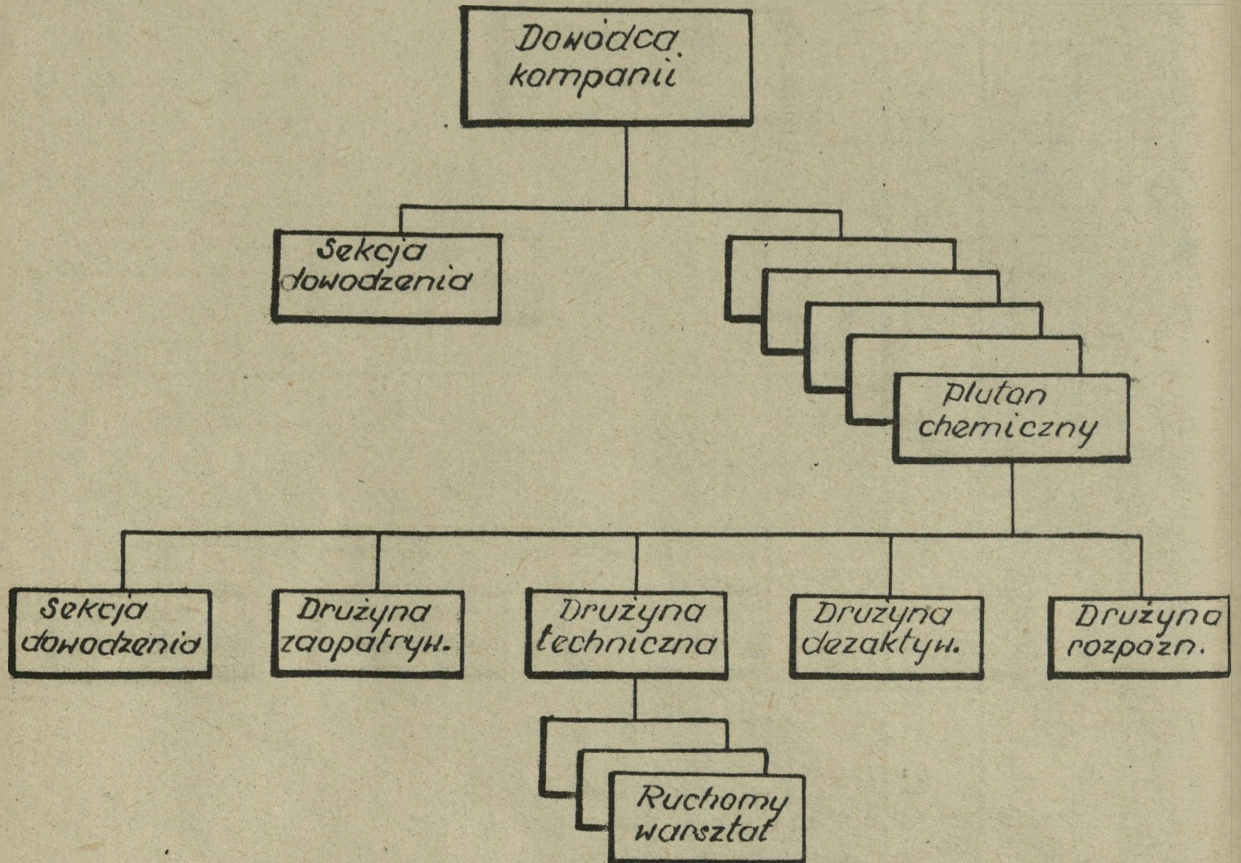 Dowódca
kompanii
Sekcja
dowodzenia
Pluton
chemiczny
Sekcja
dowodzenia
Drużyna
zaopatryw.
Drużyna
techniczna
Drużyna
dezaktyw.
Drużyna
rozpozn.
Ruchomy
warsztat